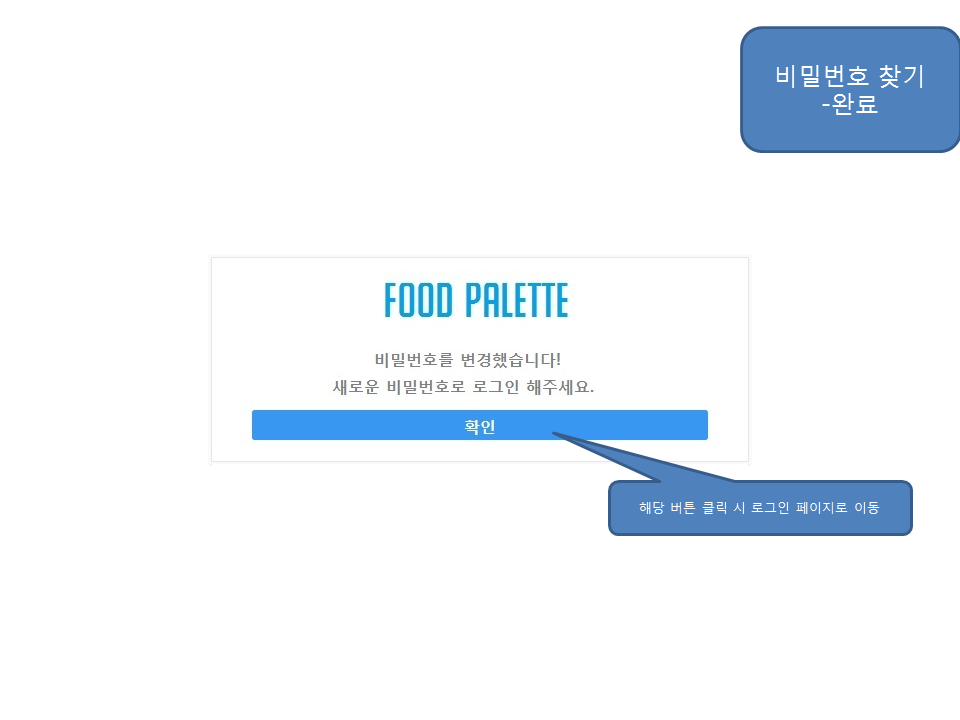 비밀번호 찾기
-완료
FOOD PALETTE
비밀번호를 변경했습니다!
새로운 비밀번호로 로그인 해주세요.
확인
해당 버튼 클릭 시 로그인 페이지로 이동